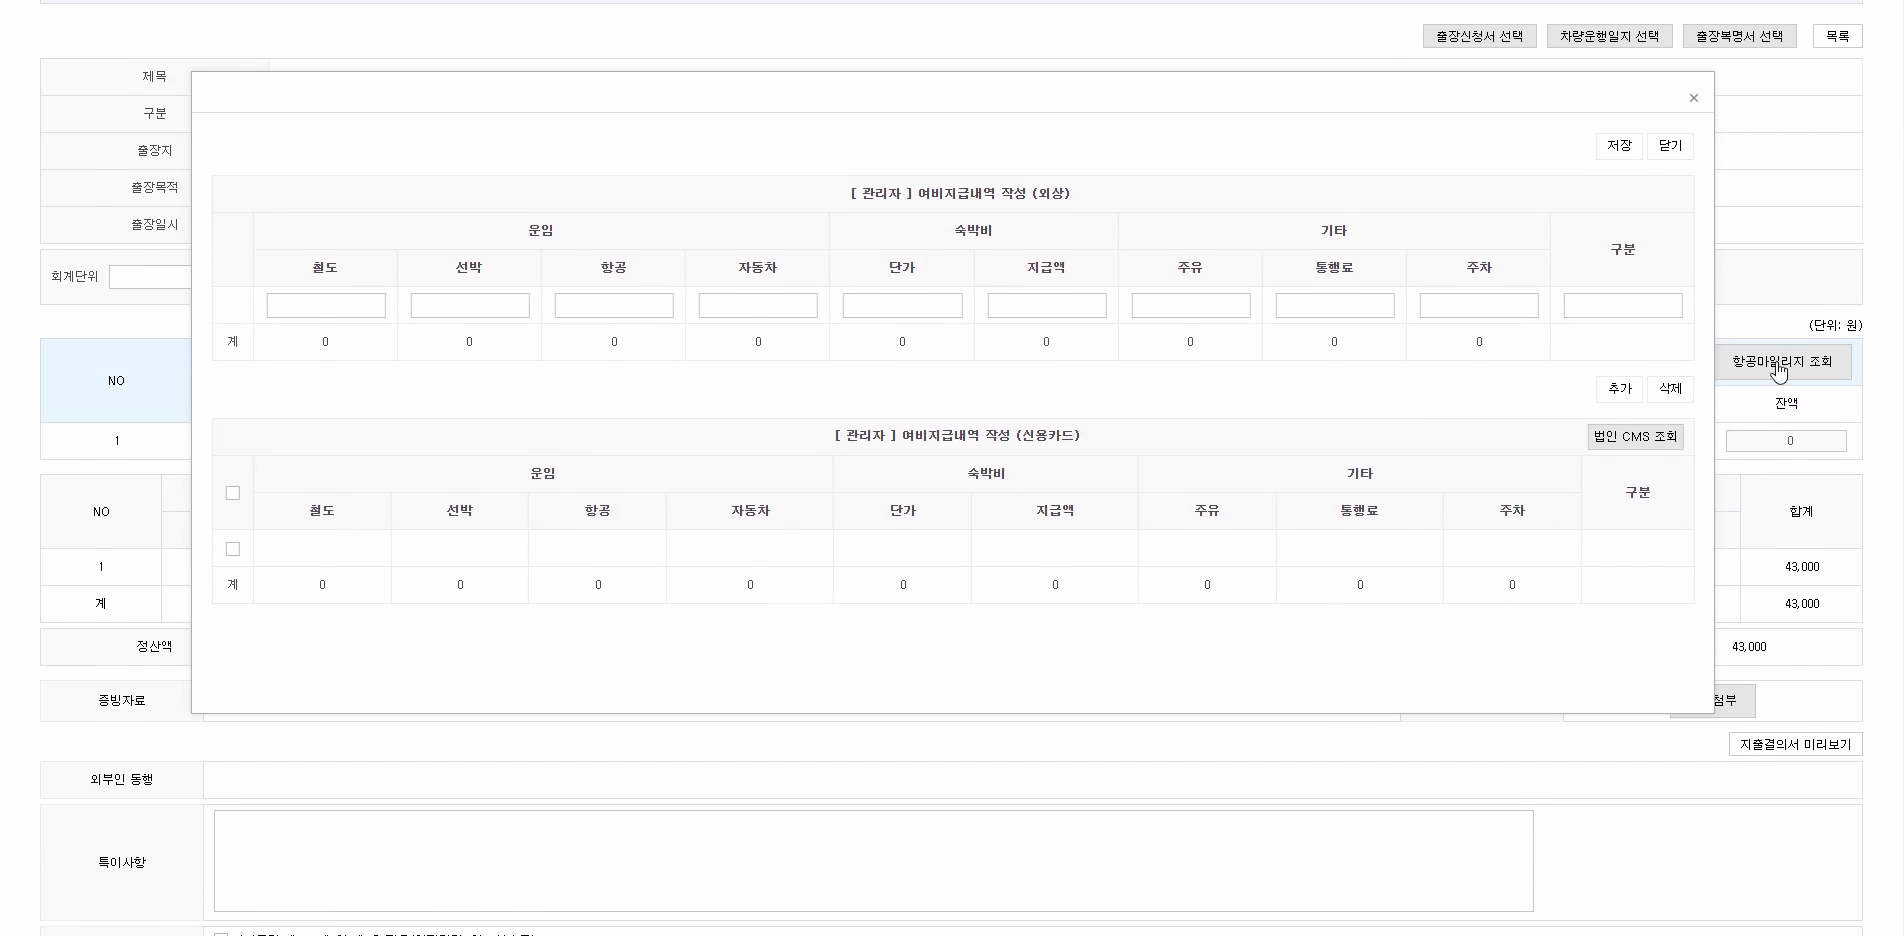 출장신청서 선택 차량운행일지 선택 출장복명서 선택 목록
제목
구분
출장지
출장목적
출장일시
회계단위
×
저장 닫기
[ 관리자 ] 여비지급내역 작성 (외상)
운임 숙박비 기타 구분
철도 선박 항공 자동차 단가 지급액 주유 통행료 주차
계 0 0 0 0 0 0 0 0 0
(단위: 원)
NO
항공마일리지 조회
잔액
1
0
추가 삭제
[ 관리자 ] 여비지급내역 작성 (신용카드) 법인 CMS 조회
운임 숙박비 기타 구분
철도 선박 항공 자동차 단가 지급액 주유 통행료 주차
계 0 0 0 0 0 0 0 0 0
NO 합계
1 43,000
계 43,000
정산액 43,000
증빙자료 첨부
지출결의서 미리보기
외부인 동행
특이사항